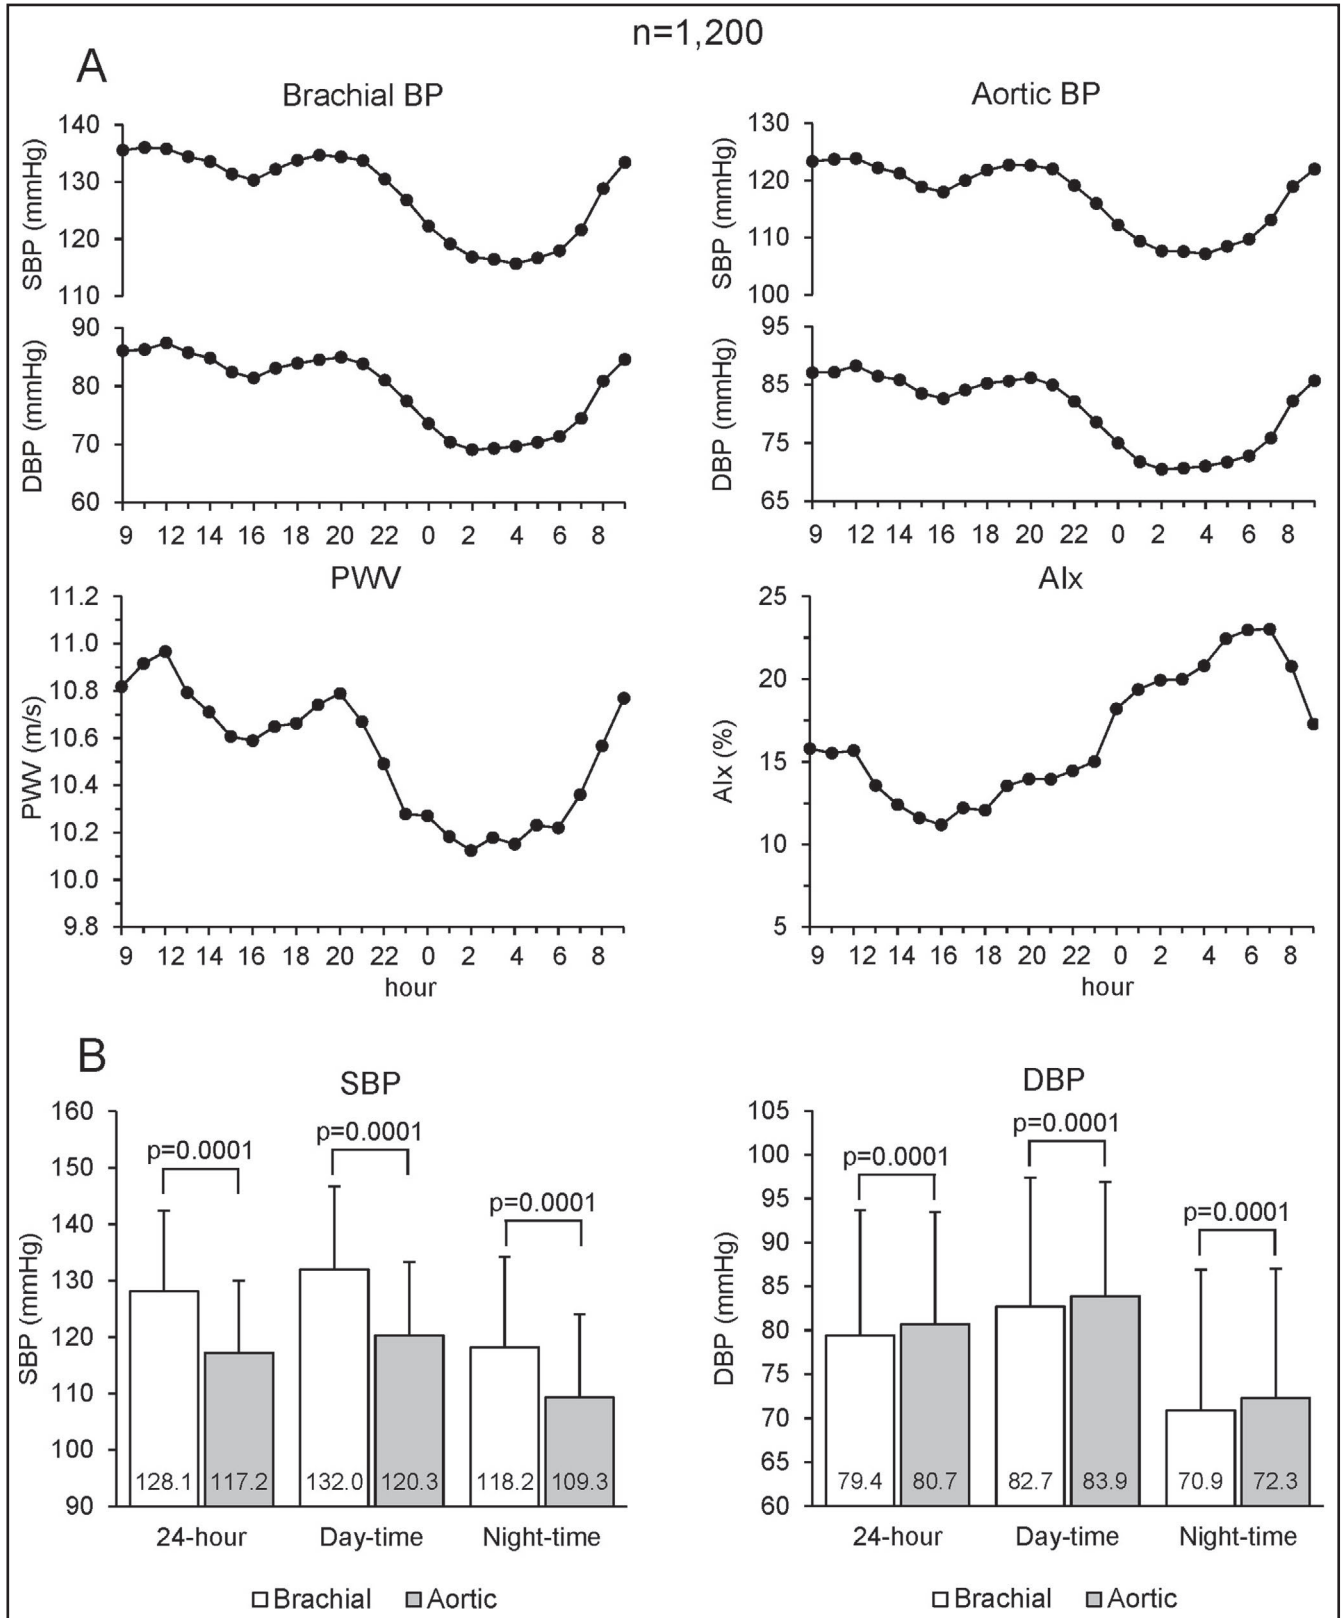 n=1,200
A
Brachial BP
Aortic BP
SBP (mmHg)
140
130
120
110
SBP (mmHg)
130
120
110
100
DBP (mmHg)
90
80
70
60
9 12 14 16 18 20 22 0 2 4 6 8
DBP (mmHg)
95
85
75
65
9 12 14 16 18 20 22 0 2 4 6 8
PWV
PWV (m/s)
11.2
11.0
10.8
10.6
10.4
10.2
10.0
9.8
9 12 14 16 18 20 22 0 2 4 6 8
hour
AIx
AIx (%)
25
20
15
10
5
9 12 14 16 18 20 22 0 2 4 6 8
hour
B
SBP
SBP (mmHg)
160
150
140
130
120
110
100
90
p=0.0001
p=0.0001
p=0.0001
128.1 117.2 132.0 120.3 118.2 109.3
24-hour Day-time Night-time
Brachial Aortic
DBP
DBP (mmHg)
105
100
95
90
85
80
75
70
65
60
p=0.0001
p=0.0001
p=0.0001
79.4 80.7 82.7 83.9 70.9 72.3
24-hour Day-time Night-time
Brachial Aortic